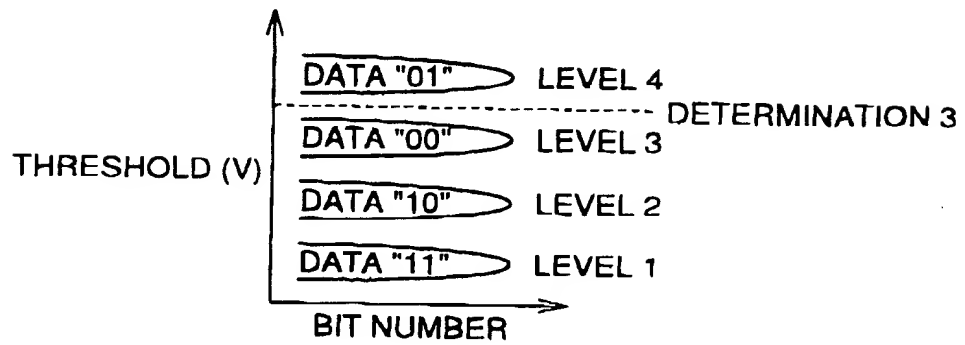 DATA "01" LEVEL 4
DETERMINATION 3
DATA "00" LEVEL 3
THRESHOLD (V)
DATA "10" LEVEL 2
DATA "11" LEVEL 1
BIT NUMBER